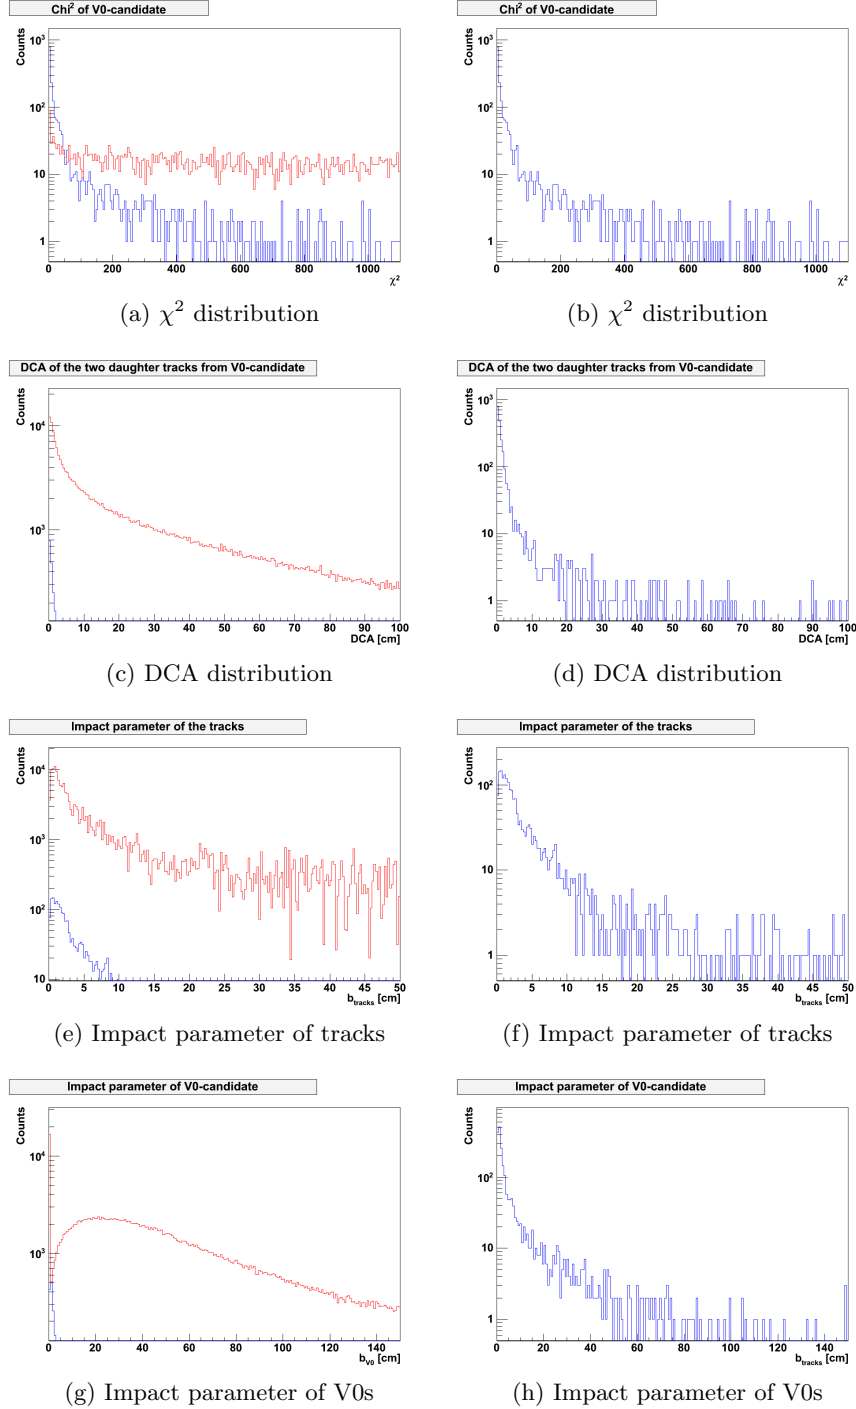 Chi² of V0-candidate
Counts
10³
10²
10
1
0 200 400 600 800 1000
χ²
(a) χ² distribution
Chi² of V0-candidate
Counts
10³
10²
10
1
0 200 400 600 800 1000
χ²
(b) χ² distribution
DCA of the two daughter tracks from V0-candidate
Counts
10⁴
10³
0 10 20 30 40 50 60 70 80 90 100
DCA [cm]
(c) DCA distribution
DCA of the two daughter tracks from V0-candidate
Counts
10³
10²
10
1
0 10 20 30 40 50 60 70 80 90 100
DCA [cm]
(d) DCA distribution
Impact parameter of the tracks
Counts
10⁴
10³
10²
10
0 5 10 15 20 25 30 35 40 45 50
b_tracks [cm]
(e) Impact parameter of tracks
Impact parameter of the tracks
Counts
10²
10
1
0 5 10 15 20 25 30 35 40 45 50
b_tracks [cm]
(f) Impact parameter of tracks
Impact parameter of V0-candidate
Counts
10⁴
10³
0 20 40 60 80 100 120 140
b_V0 [cm]
(g) Impact parameter of V0s
Impact parameter of V0-candidate
Counts
10²
10
1
0 20 40 60 80 100 120 140
b_tracks [cm]
(h) Impact parameter of V0s